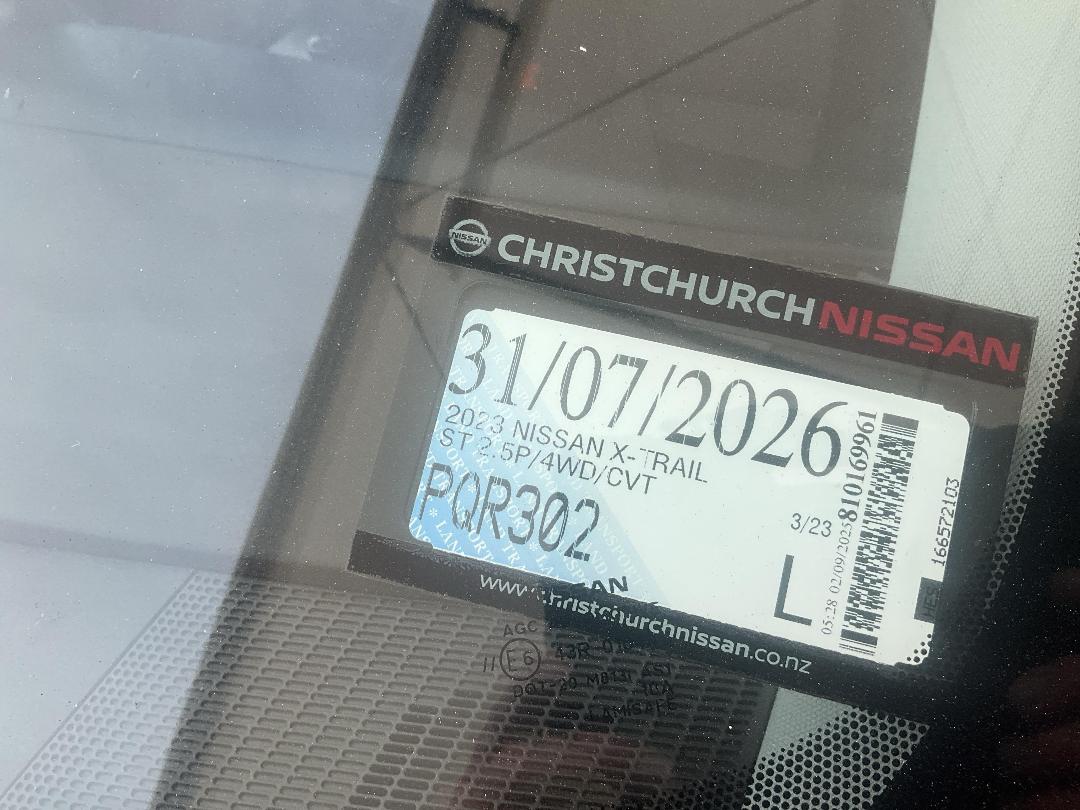 NISSAN
CHRISTCHURCH NISSAN
31/07/2026
2023 NISSAN X-TRAIL
ST 2.5P/4WD/CVT
PQR302
3/23
L
05:28 02/09/2025 810169961
166572103
www.christchurchnissan.co.nz
AGC
E6
LAMISAFE